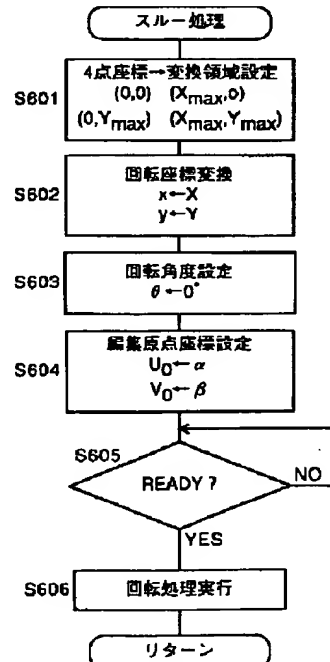 スルー処理
S601
4点座標→変換領域設定
(0,0) (Xmax,o)
(0,Ymax) (Xmax,Ymax)
S602
回転座標変換
x←X
y←Y
S603
回転角度設定
θ←0°
S604
編集原点座標設定
U0←α
V0←β
S605
READY ?
NO
YES
S606
回転処理実行
リターン